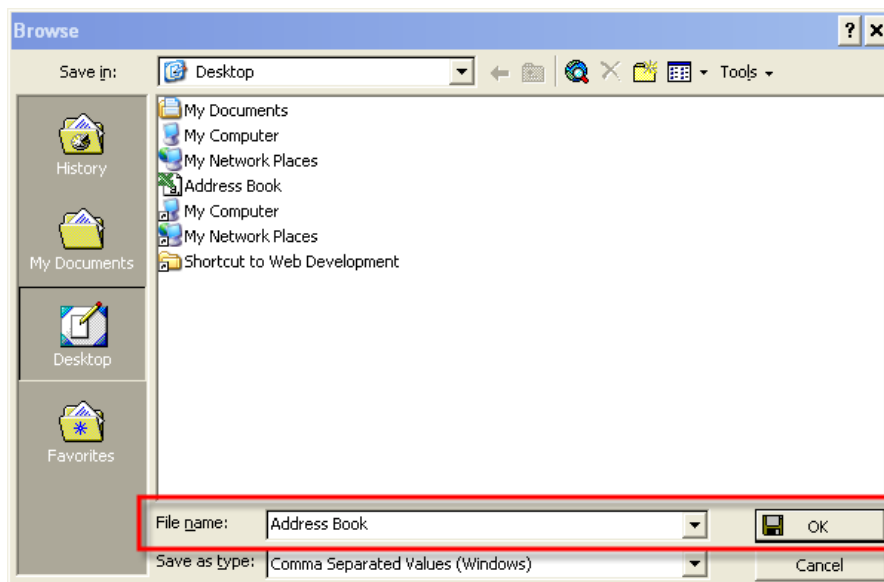 Browse
?
Save in:
Desktop
Tools
History
My Documents
Desktop
Favorites
My Documents
My Computer
My Network Places
Address Book
My Computer
My Network Places
Shortcut to Web Development
File name:
Address Book
OK
Save as type:
Comma Separated Values (Windows)
Cancel